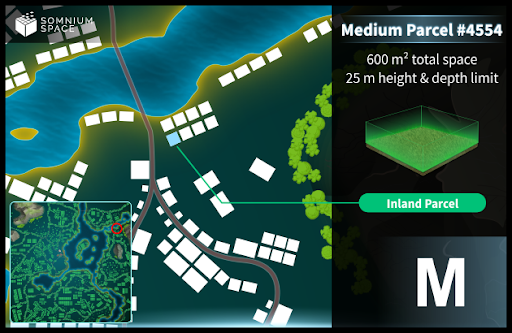 SOMNIUM
SPACE
Medium Parcel #4554
600 m² total space
25 m height & depth limit
Inland Parcel
M